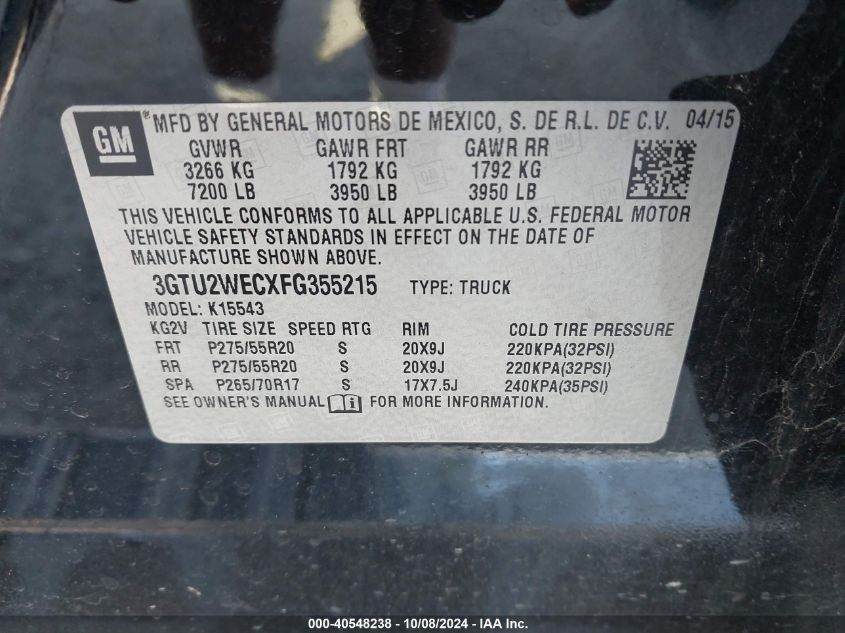 GM ® MFD BY GENERAL MOTORS DE MEXICO, S. DE R.L. DE C.V. 04/15
GVWR GAWR FRT GAWR RR
3266 KG 1792 KG 1792 KG
7200 LB 3950 LB 3950 LB
THIS VEHICLE CONFORMS TO ALL APPLICABLE U.S. FEDERAL MOTOR
VEHICLE SAFETY STANDARDS IN EFFECT ON THE DATE OF
MANUFACTURE SHOWN ABOVE.
3GTU2WECXFG355215 TYPE: TRUCK
MODEL: K15543
KG2V TIRE SIZE SPEED RTG RIM COLD TIRE PRESSURE
FRT P275/55R20 S 20X9J 220KPA(32PSI)
RR P275/55R20 S 20X9J 220KPA(32PSI)
SPA P265/70R17 S 17X7.5J 240KPA(35PSI)
SEE OWNER'S MANUAL i FOR MORE INFORMATION.
000-40548238 - 10/08/2024 - IAA Inc.